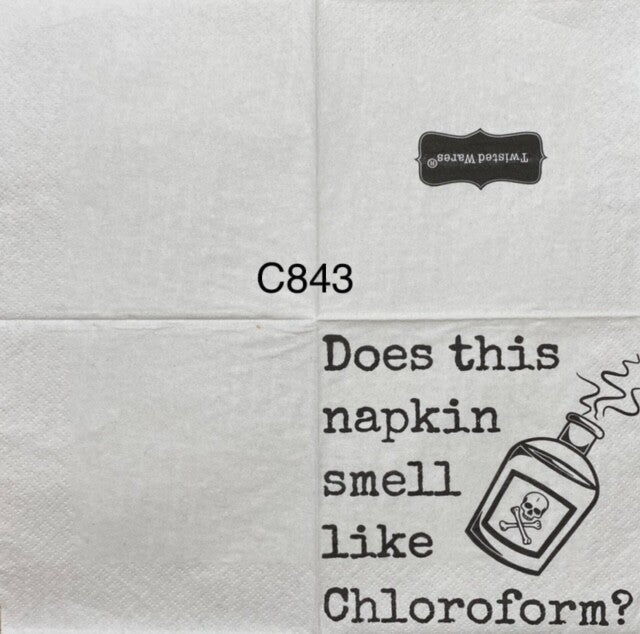 Twisted Wares®
C843
Does this
napkin
smell
like
Chloroform?